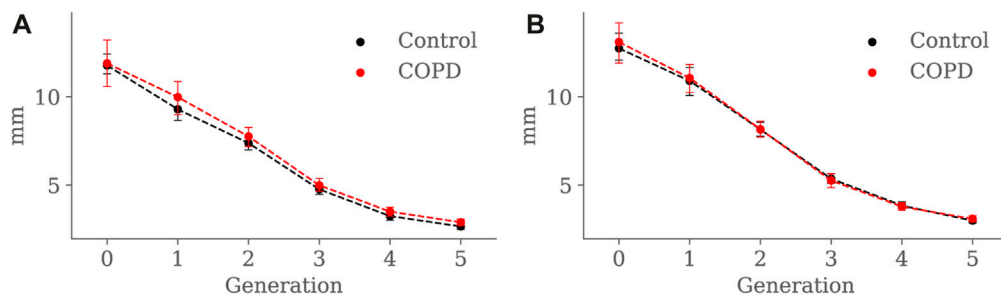 A
Control
COPD
10
5
mm
0 1 2 3 4 5
Generation
B
Control
COPD
10
5
mm
0 1 2 3 4 5
Generation